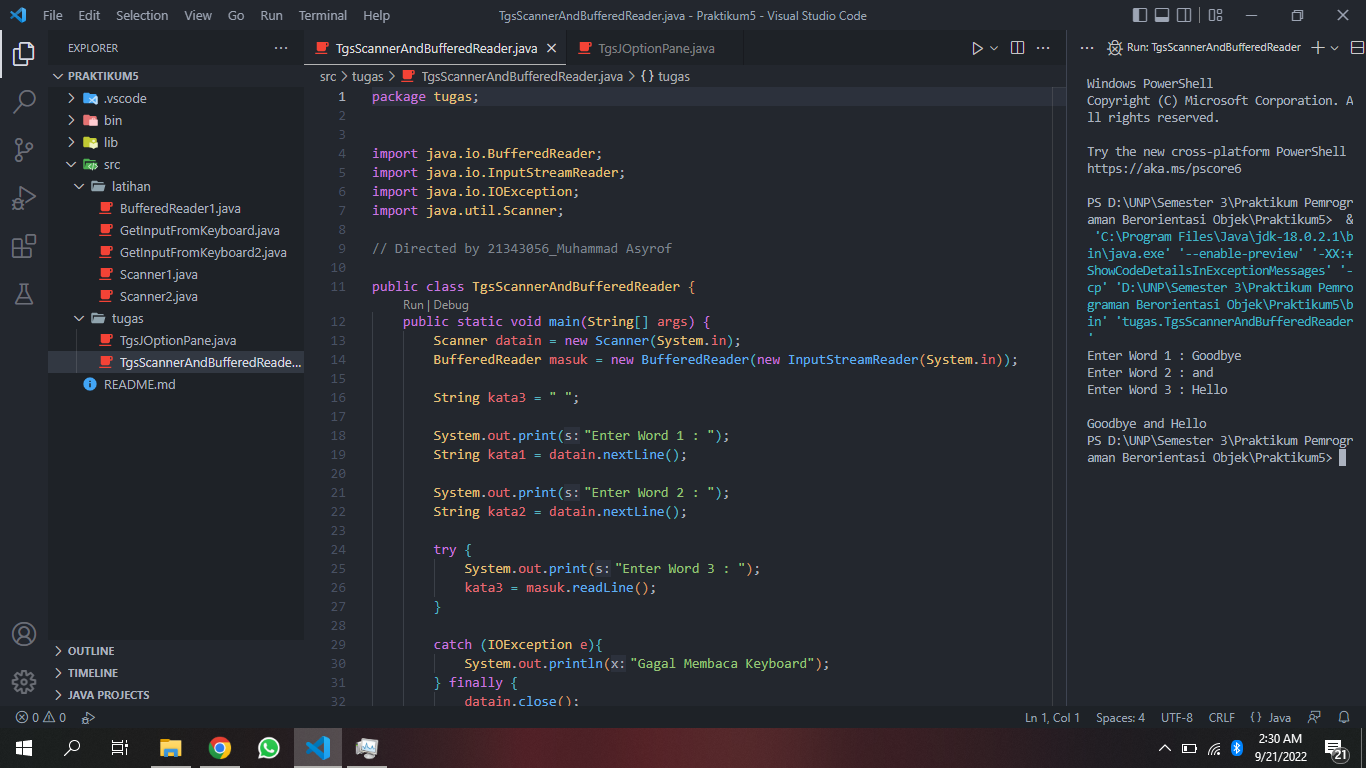 File Edit Selection View Go Run Terminal Help
TgsScannerAndBufferedReader.java - Praktikum5 - Visual Studio Code
EXPLORER
PRAKTIKUM5
.vscode
bin
lib
src
latihan
BufferedReader1.java
GetInputFromKeyboard.java
GetInputFromKeyboard2.java
Scanner1.java
Scanner2.java
tugas
TgsJOptionPane.java
TgsScannerAndBufferedReade...
README.md
OUTLINE
TIMELINE
JAVA PROJECTS
TgsScannerAndBufferedReader.java
TgsJOptionPane.java
src > tugas > TgsScannerAndBufferedReader.java > {} tugas
1 package tugas;
2
3
4 import java.io.BufferedReader;
5 import java.io.InputStreamReader;
6 import java.io.IOException;
7 import java.util.Scanner;
8
9 // Directed by 21343056_Muhammad Asyrof
10
11 public class TgsScannerAndBufferedReader {
Run | Debug
12 public static void main(String[] args) {
13 Scanner datain = new Scanner(System.in);
14 BufferedReader masuk = new BufferedReader(new InputStreamReader(System.in));
15
16 String kata3 = " ";
17
18 System.out.print(s:"Enter Word 1 : ");
19 String kata1 = datain.nextLine();
20
21 System.out.print(s:"Enter Word 2 : ");
22 String kata2 = datain.nextLine();
23
24 try {
25 System.out.print(s:"Enter Word 3 : ");
26 kata3 = masuk.readLine();
27 }
28
29 catch (IOException e){
30 System.out.println(x:"Gagal Membaca Keyboard");
31 } finally {
32 datain.close();
Run: TgsScannerAndBufferedReader
Windows PowerShell
Copyright (C) Microsoft Corporation. A
ll rights reserved.
Try the new cross-platform PowerShell
https://aka.ms/pscore6
PS D:\UNP\Semester 3\Praktikum Pemrogr
aman Berorientasi Objek\Praktikum5>  &
'C:\Program Files\Java\jdk-18.0.2.1\b
in\java.exe' '--enable-preview' '-XX:+
ShowCodeDetailsInExceptionMessages' '-
cp' 'D:\UNP\Semester 3\Praktikum Pemro
graman Berorientasi Objek\Praktikum5\b
in' 'tugas.TgsScannerAndBufferedReader
'
Enter Word 1 : Goodbye
Enter Word 2 : and
Enter Word 3 : Hello
Goodbye and Hello
PS D:\UNP\Semester 3\Praktikum Pemrogr
aman Berorientasi Objek\Praktikum5>
0 0
Ln 1, Col 1 Spaces: 4 UTF-8 CRLF {} Java
2:30 AM
9/21/2022
21